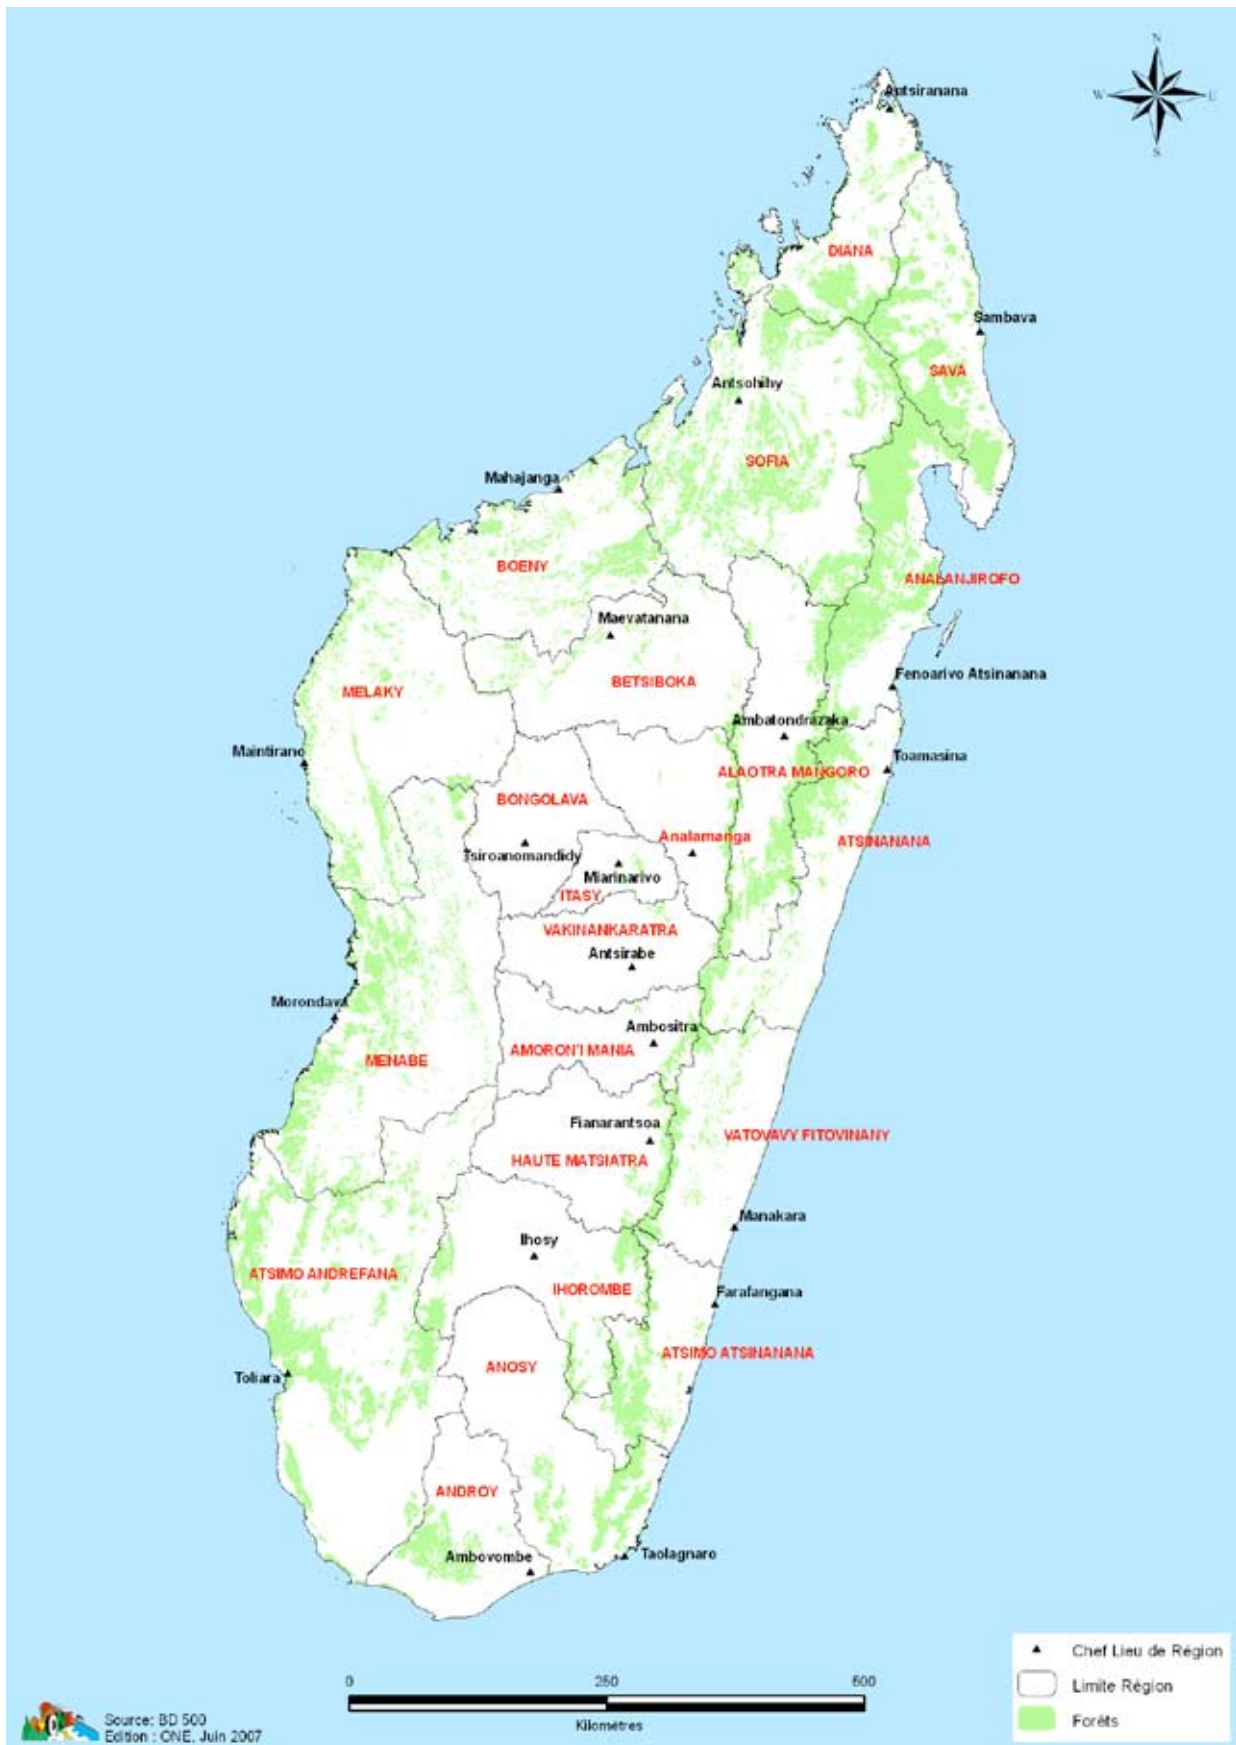 N
W E
S
Antsiranana
DIANA
Sambava
SAVA
Antsohihy
SOFIA
Mahajanga
BOENY
ANALANJIROFO
Maevatanana
Fenoarivo Atsinanana
BETSIBOKA
MELAKY
Ambatondrazaka
Maintirano
Toamasina
ALAOTRA MANGORO
BONGOLAVA
Analamanga
ATSINANANA
Tsiroanomandidy
Miarinarivo
ITASY
VAKINANKARATRA
Antsirabe
Morondava
Ambositra
AMORON'I MANIA
MENABE
Fianarantsoa
VATOVAVY FITOVINANY
HAUTE MATSIATRA
Manakara
Ihosy
ATSIMO ANDREFANA
IHOROMBE
Farafangana
ATSIMO ATSINANANA
ANOSY
Toliara
ANDROY
Ambovombe
Taolagnaro
Chef Lieu de Région
Limite Région
Forêts
0 250 500
Kilomètres
Source: BD 500
Edition : ONE, Juin 2007